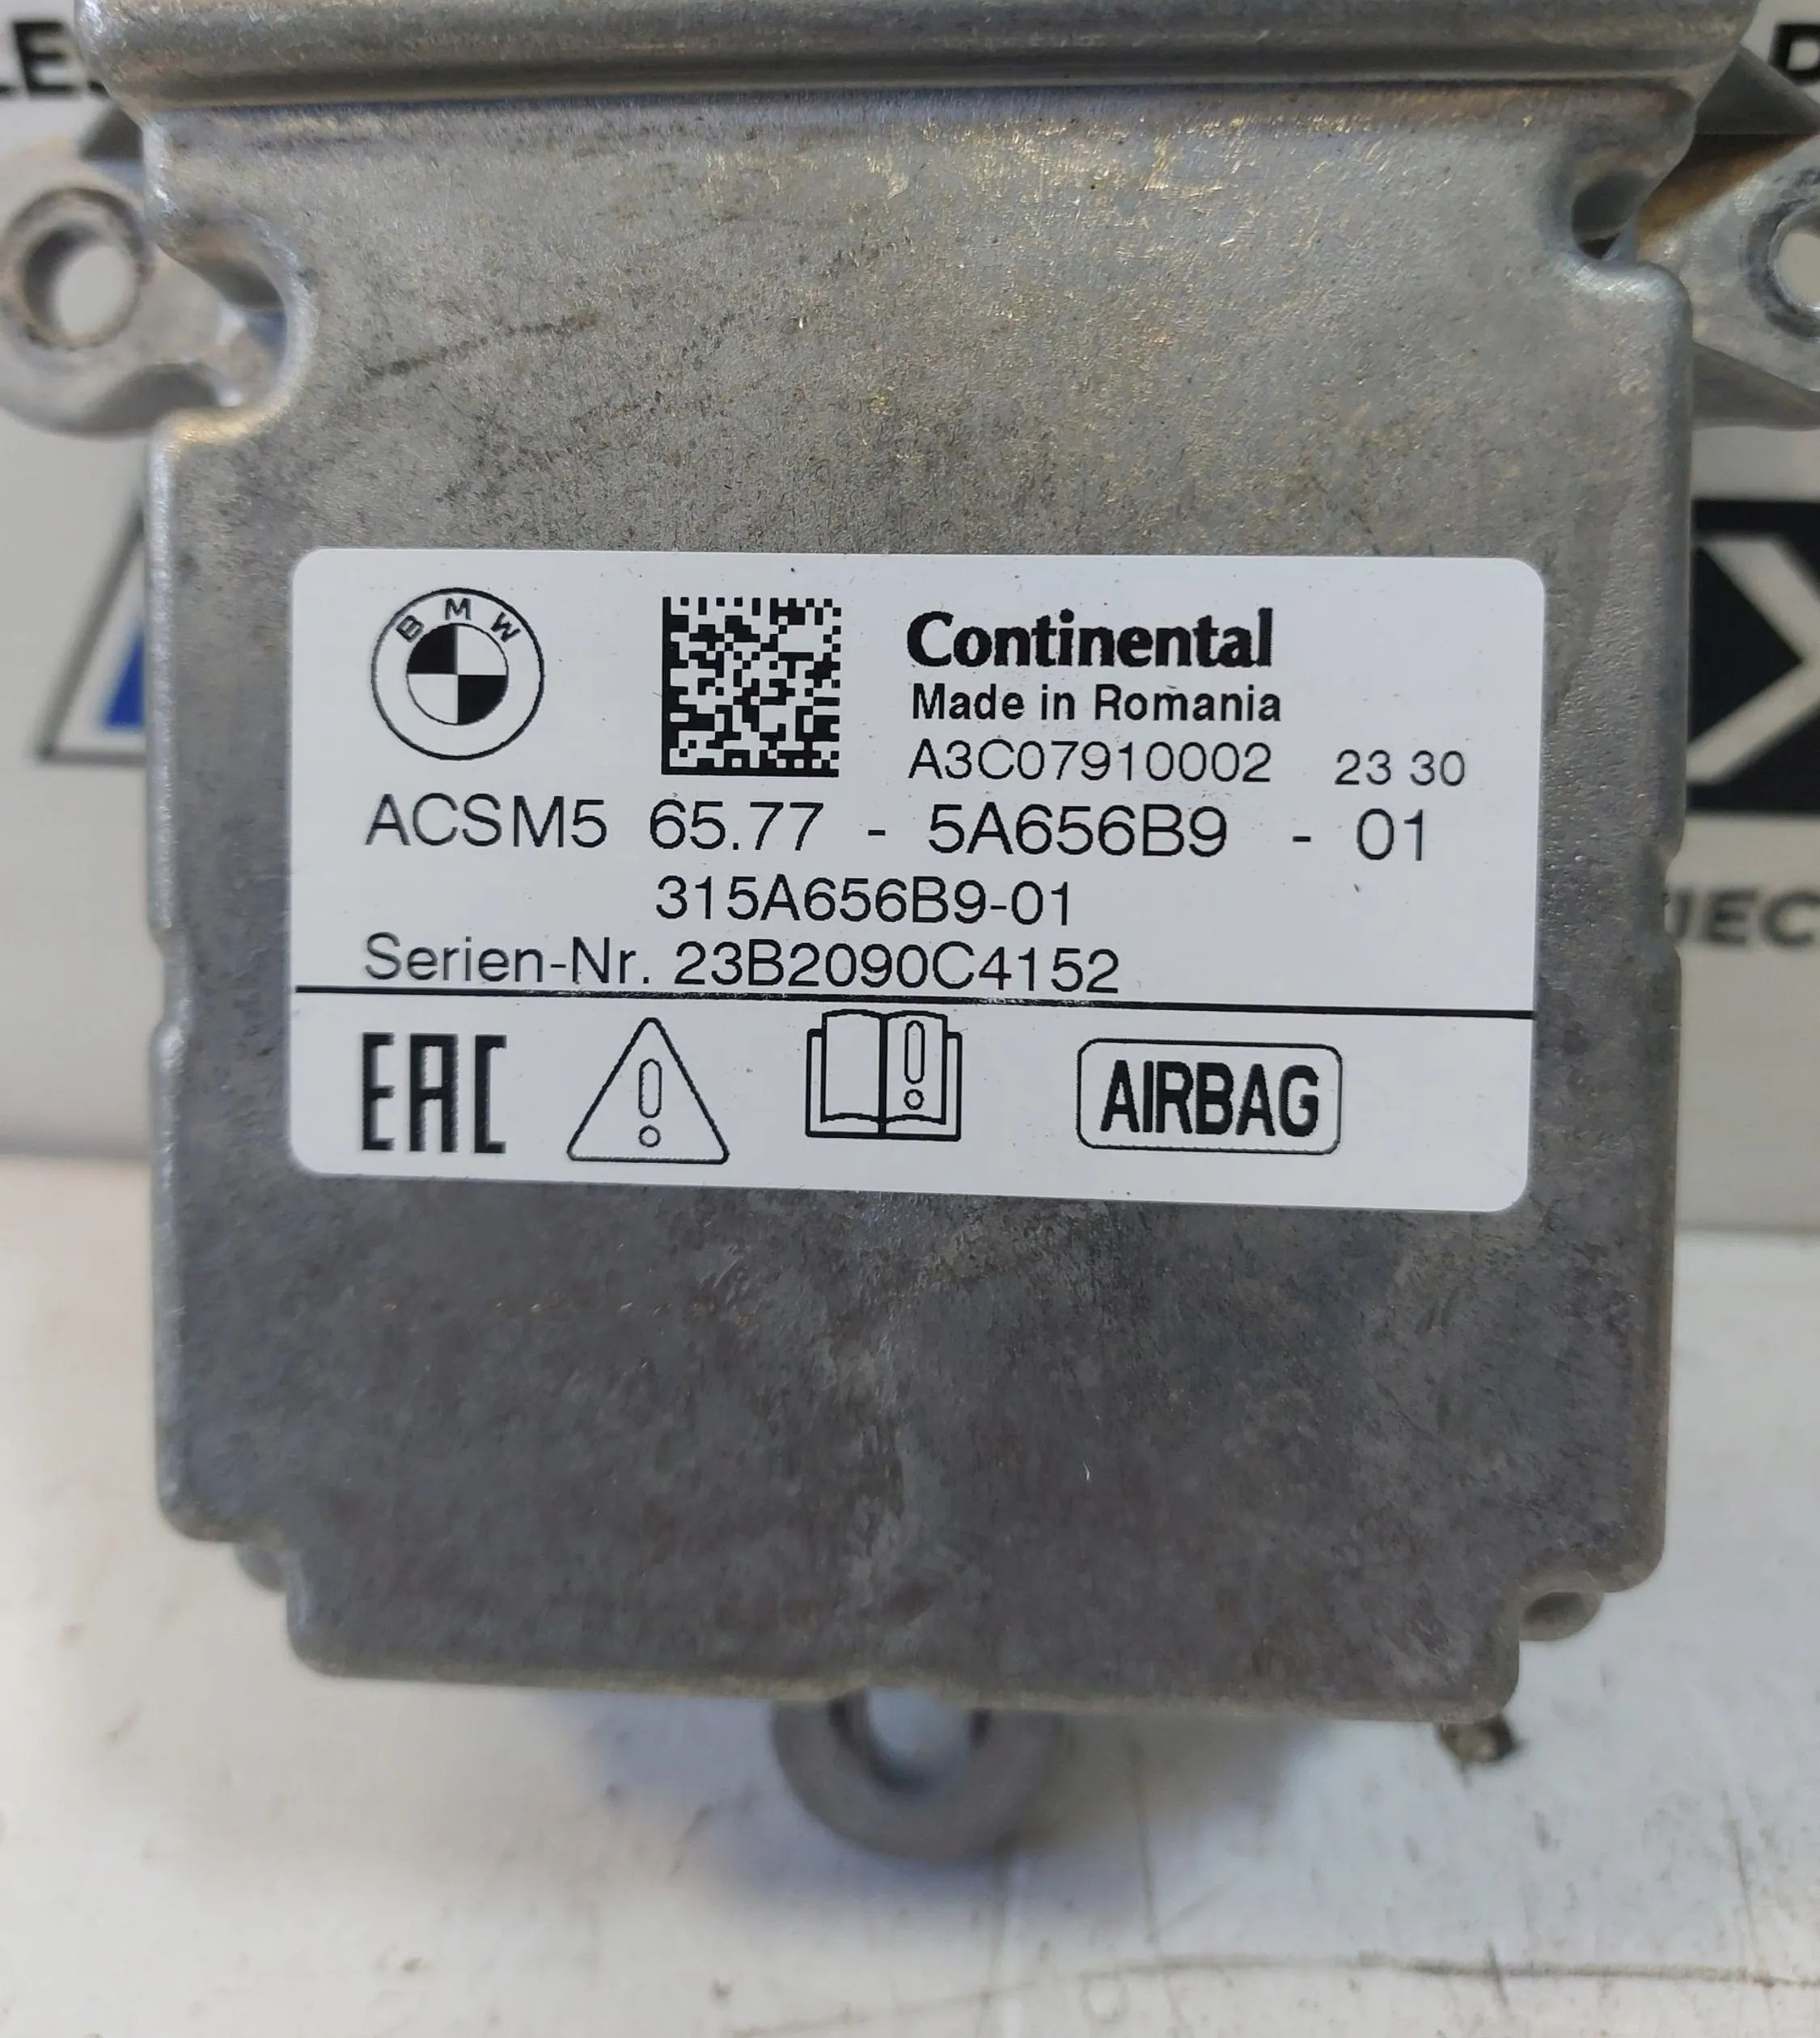 BMW
Continental
Made in Romania
A3C07910002 23 30
ACSM5 65.77 - 5A656B9 - 01
315A656B9-01
Serien-Nr. 23B2090C4152
EAC
AIRBAG